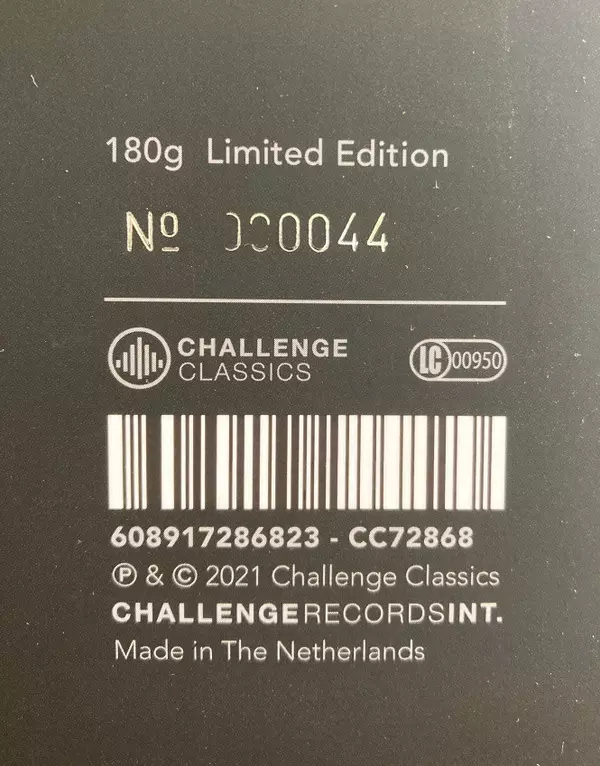 180g Limited Edition
Nº 000044
CHALLENGE
CLASSICS
LC 00950
608917286823 - CC72868
℗ & © 2021 Challenge Classics
CHALLENGERECORDSINT.
Made in The Netherlands